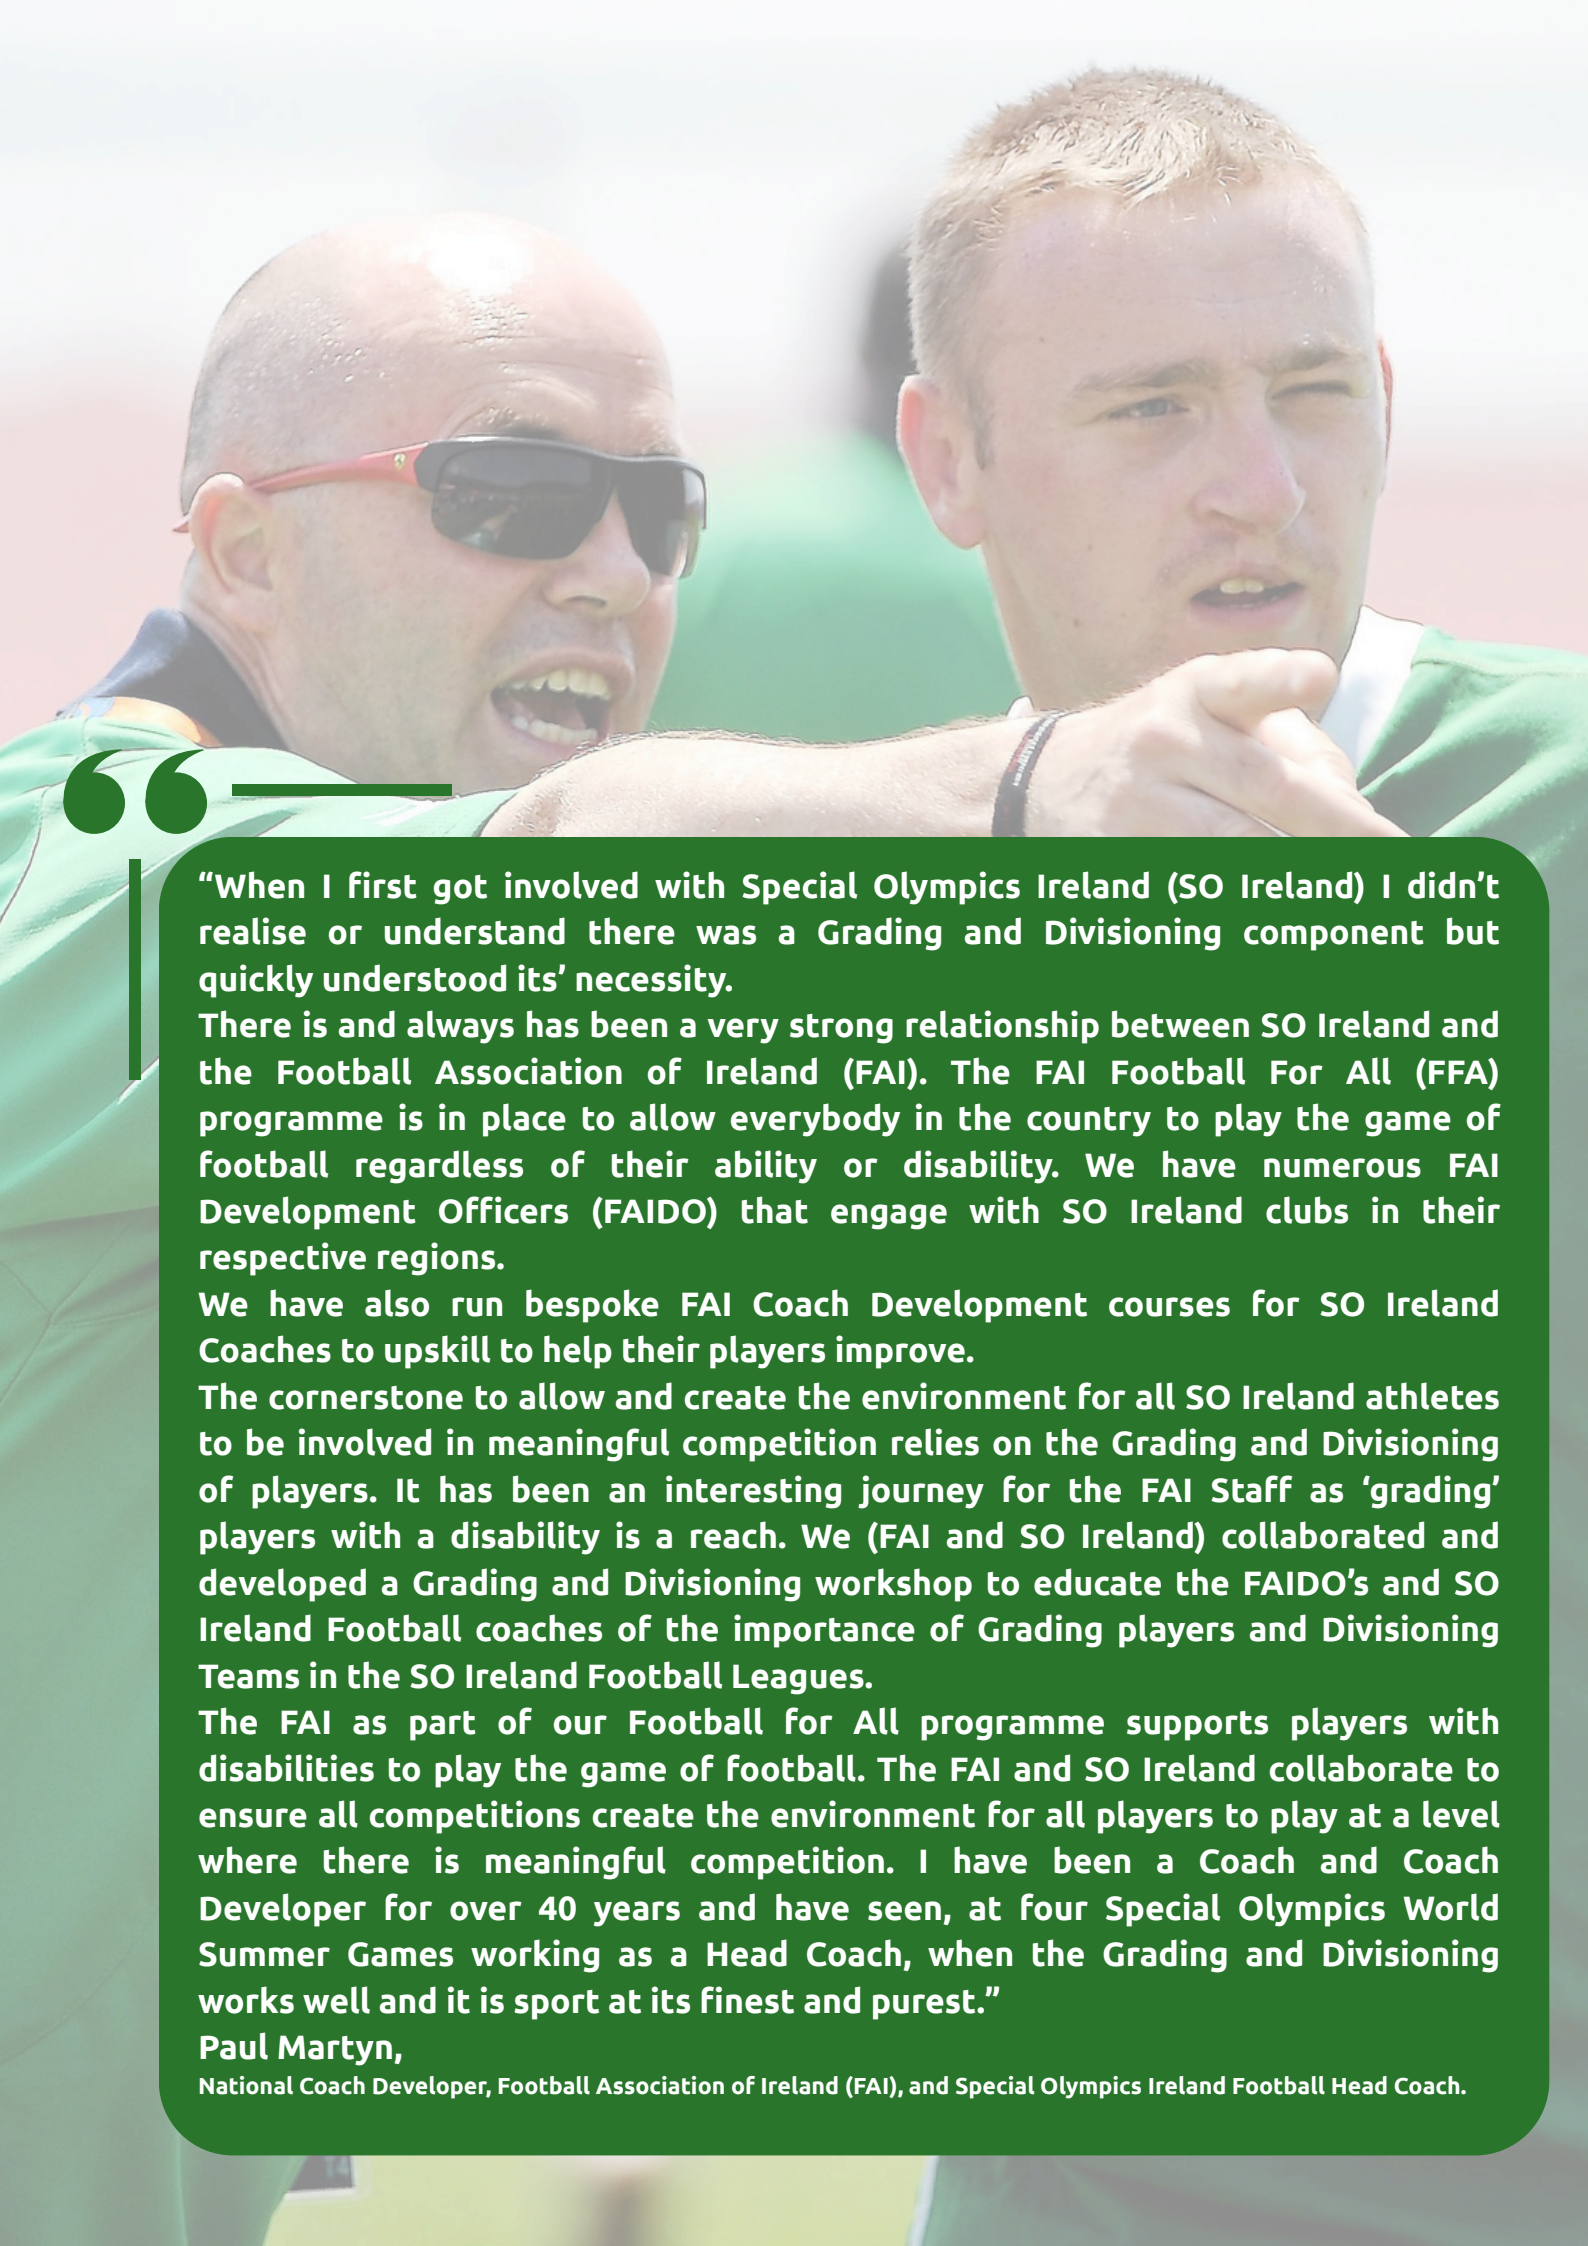 “When I first got involved with Special Olympics Ireland (SO Ireland) I didn’t
realise or understand there was a Grading and Divisioning component but
quickly understood its’ necessity.
There is and always has been a very strong relationship between SO Ireland and
the Football Association of Ireland (FAI). The FAI Football For All (FFA)
programme is in place to allow everybody in the country to play the game of
football regardless of their ability or disability. We have numerous FAI
Development Officers (FAIDO) that engage with SO Ireland clubs in their
respective regions.
We have also run bespoke FAI Coach Development courses for SO Ireland
Coaches to upskill to help their players improve.
The cornerstone to allow and create the environment for all SO Ireland athletes
to be involved in meaningful competition relies on the Grading and Divisioning
of players. It has been an interesting journey for the FAI Staff as ‘grading’
players with a disability is a reach. We (FAI and SO Ireland) collaborated and
developed a Grading and Divisioning workshop to educate the FAIDO’s and SO
Ireland Football coaches of the importance of Grading players and Divisioning
Teams in the SO Ireland Football Leagues.
The FAI as part of our Football for All programme supports players with
disabilities to play the game of football. The FAI and SO Ireland collaborate to
ensure all competitions create the environment for all players to play at a level
where there is meaningful competition. I have been a Coach and Coach
Developer for over 40 years and have seen, at four Special Olympics World
Summer Games working as a Head Coach, when the Grading and Divisioning
works well and it is sport at its finest and purest.”
Paul Martyn,
National Coach Developer, Football Association of Ireland (FAI), and Special Olympics Ireland Football Head Coach.